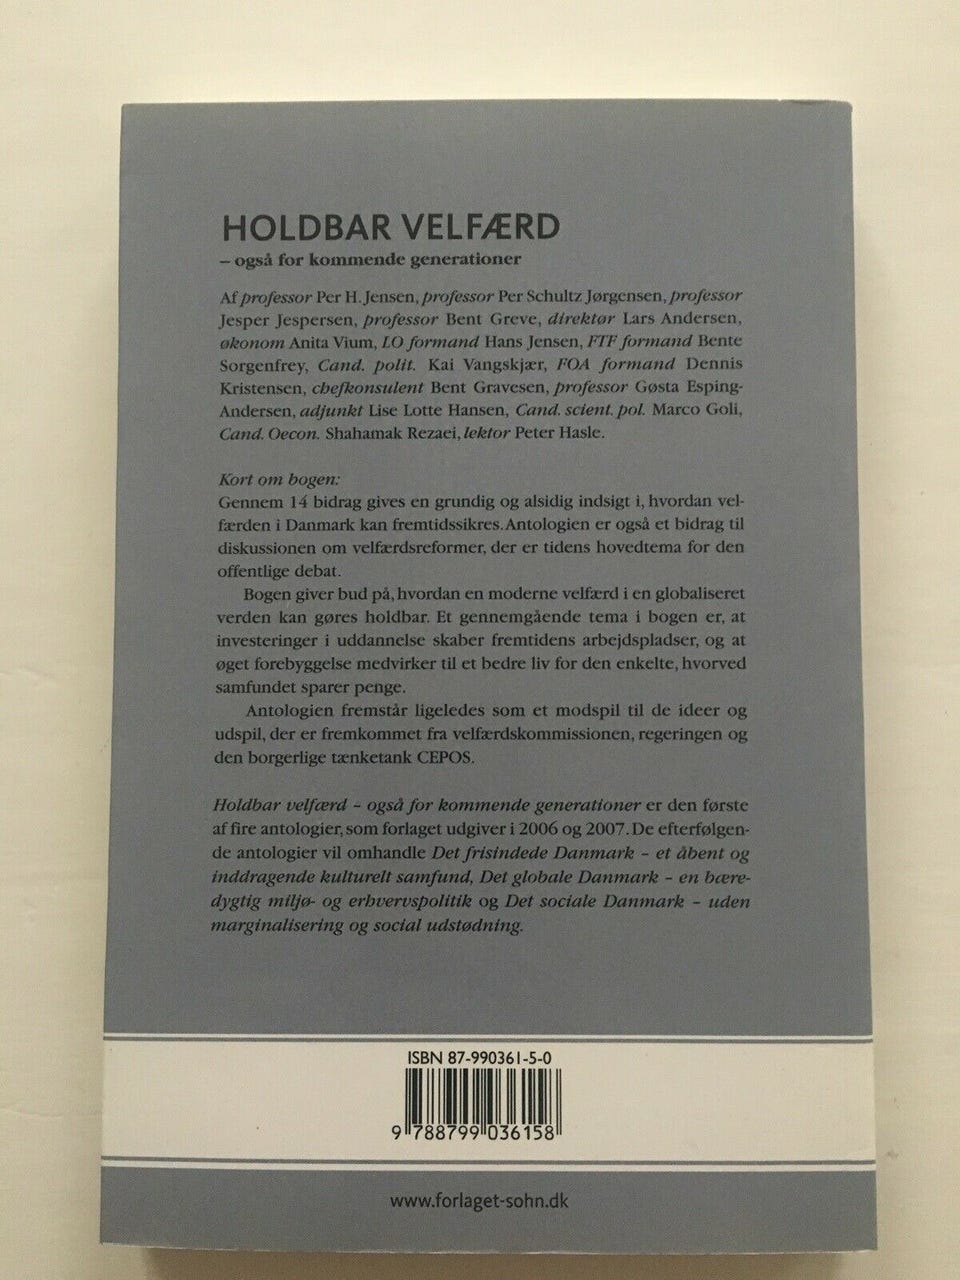 HOLDBAR VELFÆRD
– også for kommende generationer
Af professor Per H. Jensen, professor Per Schultz Jørgensen, professor
Jesper Jespersen, professor Bent Greve, direktør Lars Andersen,
økonom Anita Vium, LO formand Hans Jensen, FTF formand Bente
Sorgenfrey, Cand. polit. Kai Vangskjær, FOA formand Dennis
Kristensen, chefkonsulent Bent Gravesen, professor Gøsta Esping-
Andersen, adjunkt Lise Lotte Hansen, Cand. scient. pol. Marco Goli,
Cand. Oecon. Shahamak Rezaei, lektor Peter Hasle.
Kort om bogen:
Gennem 14 bidrag gives en grundig og alsidig indsigt i, hvordan vel-
færden i Danmark kan fremtidssikres. Antologien er også et bidrag til
diskussionen om velfærdsreformer, der er tidens hovedtema for den
offentlige debat.
Bogen giver bud på, hvordan en moderne velfærd i en globaliseret
verden kan gøres holdbar. Et gennemgående tema i bogen er, at
investeringer i uddannelse skaber fremtidens arbejdspladser, og at
øget forebyggelse medvirker til et bedre liv for den enkelte, hvorved
samfundet sparer penge.
Antologien fremstår ligeledes som et modspil til de ideer og
udspil, der er fremkommet fra velfærdskommissionen, regeringen og
den borgerlige tænketank CEPOS.
Holdbar velfærd – også for kommende generationer er den første
af fire antologier, som forlaget udgiver i 2006 og 2007. De efterfølgen-
de antologier vil omhandle Det frisindede Danmark – et åbent og
inddragende kulturelt samfund, Det globale Danmark – en bære-
dygtig miljø- og erhvervspolitik og Det sociale Danmark – uden
marginalisering og social udstødning.
ISBN 87-990361-5-0
9 788799 036158
www.forlaget-sohn.dk